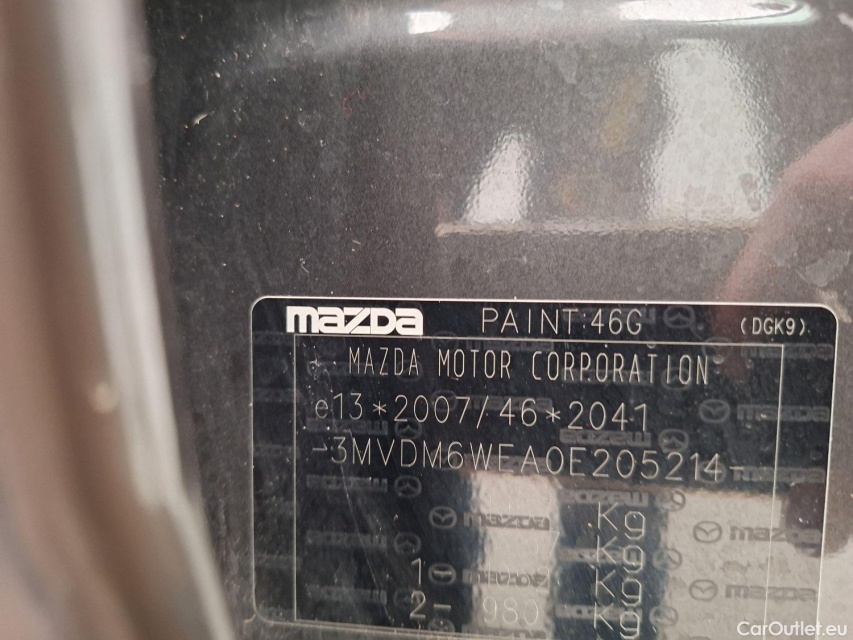 mazda PAINT:46G (DGK9)
MAZDA MOTOR CORPORATION
e13*2007/46*2041
-3MVDM6WEA0E205214-
Kg
Kg
1- Kg
2- 980 Kg
CarOutlet.eu